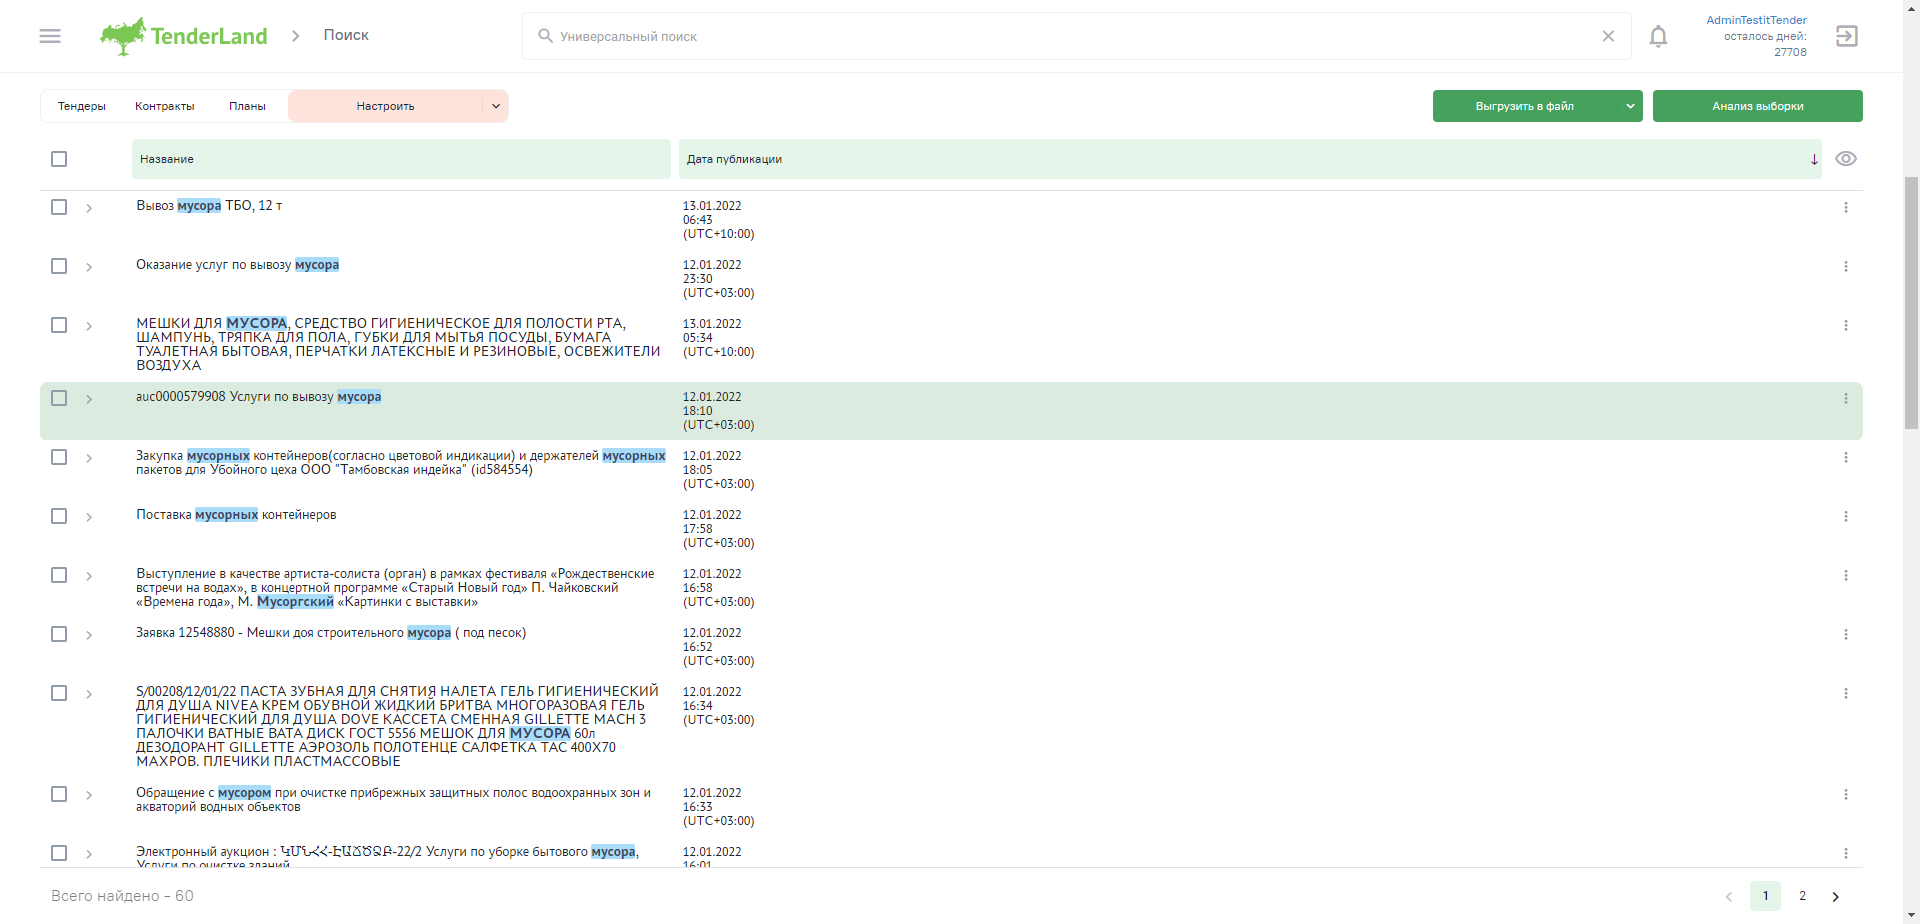 TenderLand
Поиск
Универсальный поиск
AdminTestitTender
осталось дней:
27708
Тендеры
Контракты
Планы
Настроить
Выгрузить в файл
Анализ выборки
Название
Дата публикации
Вывоз мусора ТБО, 12 т
13.01.2022
06:43
(UTC+10:00)
Оказание услуг по вывозу мусора
12.01.2022
23:30
(UTC+03:00)
МЕШКИ ДЛЯ МУСОРА, СРЕДСТВО ГИГИЕНИЧЕСКОЕ ДЛЯ ПОЛОСТИ РТА,
ШАМПУНЬ, ТРЯПКА ДЛЯ ПОЛА, ГУБКИ ДЛЯ МЫТЬЯ ПОСУДЫ, БУМАГА
ТУАЛЕТНАЯ БЫТОВАЯ, ПЕРЧАТКИ ЛАТЕКСНЫЕ И РЕЗИНОВЫЕ, ОСВЕЖИТЕЛИ
ВОЗДУХА
13.01.2022
05:34
(UTC+10:00)
auc0000579908 Услуги по вывозу мусора
12.01.2022
18:10
(UTC+03:00)
Закупка мусорных контейнеров(согласно цветовой индикации) и держателей мусорных
пакетов для Убойного цеха ООО "Тамбовская индейка" (id584554)
12.01.2022
18:05
(UTC+03:00)
Поставка мусорных контейнеров
12.01.2022
17:58
(UTC+03:00)
Выступление в качестве артиста-солиста (орган) в рамках фестиваля «Рождественские
встречи на водах», в концертной программе «Старый Новый год» П. Чайковский
«Времена года», М. Мусоргский «Картинки с выставки»
12.01.2022
16:58
(UTC+03:00)
Заявка 12548880 - Мешки доя строительного мусора ( под песок)
12.01.2022
16:52
(UTC+03:00)
S/00208/12/01/22 ПАСТА ЗУБНАЯ ДЛЯ СНЯТИЯ НАЛЕТА ГЕЛЬ ГИГИЕНИЧЕСКИЙ
ДЛЯ ДУША NIVEA КРЕМ ОБУВНОЙ ЖИДКИЙ БРИТВА МНОГОРАЗОВАЯ ГЕЛЬ
ГИГИЕНИЧЕСКИЙ ДЛЯ ДУША DOVE КАССЕТА СМЕННАЯ GILLETTE MACH 3
ПАЛОЧКИ ВАТНЫЕ ВАТА ДИСК ГОСТ 5556 МЕШОК ДЛЯ МУСОРА 60л
ДЕЗОДОРАНТ GILLETTE АЭРОЗОЛЬ ПОЛОТЕНЦЕ САЛФЕТКА ТАС 400Х70
МАХРОВ. ПЛЕЧИКИ ПЛАСТМАССОВЫЕ
12.01.2022
16:34
(UTC+03:00)
Обращение с мусором при очистке прибрежных защитных полос водоохранных зон и
акваторий водных объектов
12.01.2022
16:33
(UTC+03:00)
Электронный аукцион : ԿՄՆՀՀ-ԷԱՃԾՁԲ-22/2 Услуги по уборке бытового мусора,
Услуги по очистке зданий
12.01.2022
16:01
Всего найдено - 60
1
2